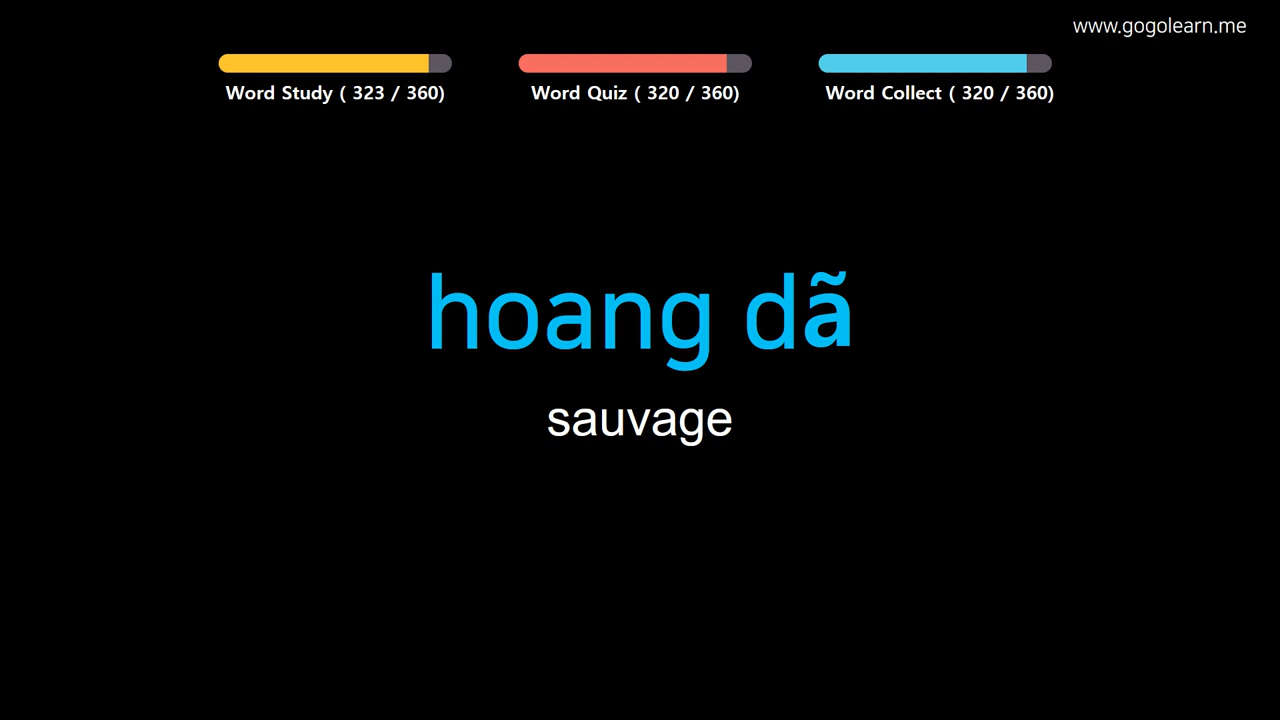 www.gogolearn.me
Word Study ( 323 / 360)
Word Quiz ( 320 / 360)
Word Collect ( 320 / 360)
hoang dã
sauvage